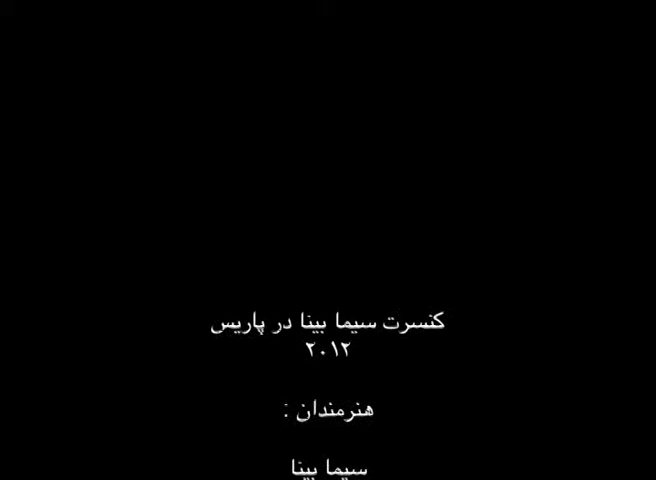 کنسرت سیما بینا در پاریس
۲۰۱۲
هنرمندان :
سیما بینا